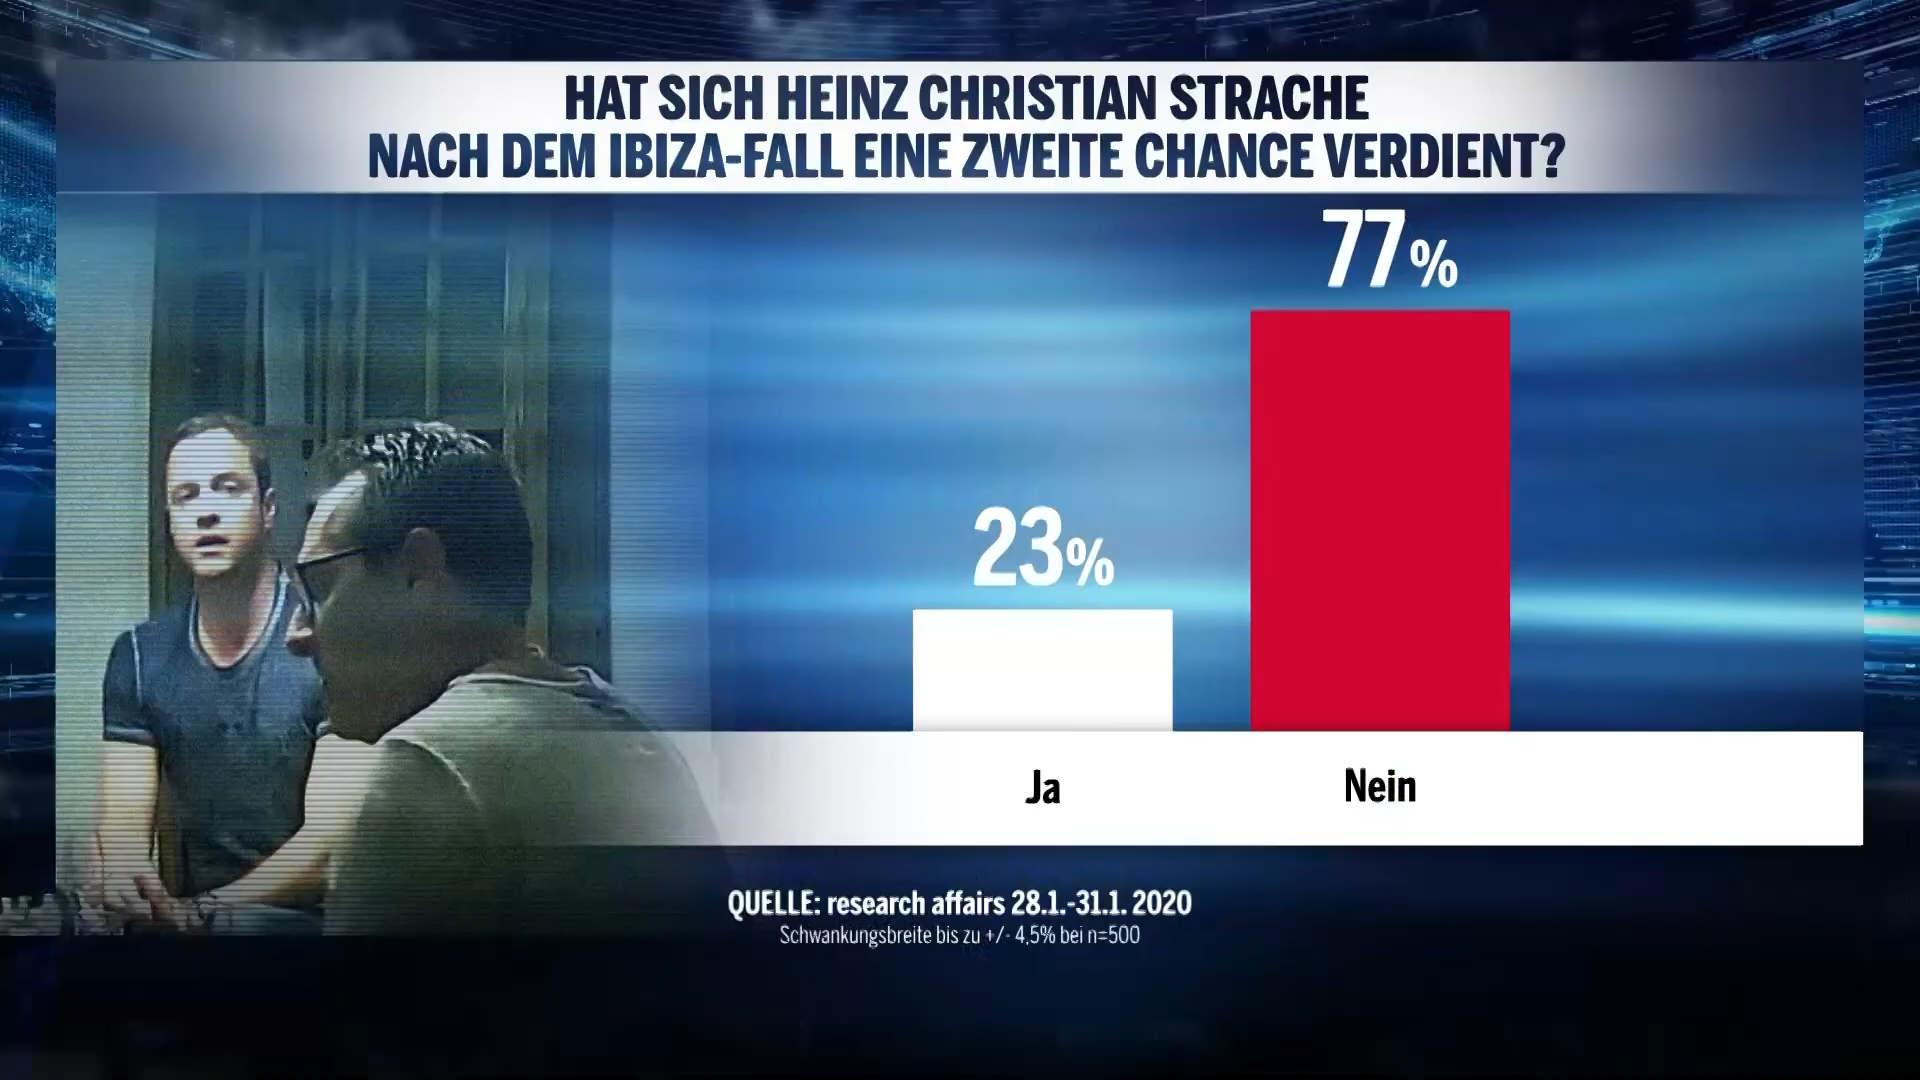 HAT SICH HEINZ CHRISTIAN STRACHE
NACH DEM IBIZA-FALL EINE ZWEITE CHANCE VERDIENT?
77%
23%
Ja
Nein
QUELLE: research affairs 28.1.-31.1. 2020
Schwankungsbreite bis zu +/- 4,5% bei n=500